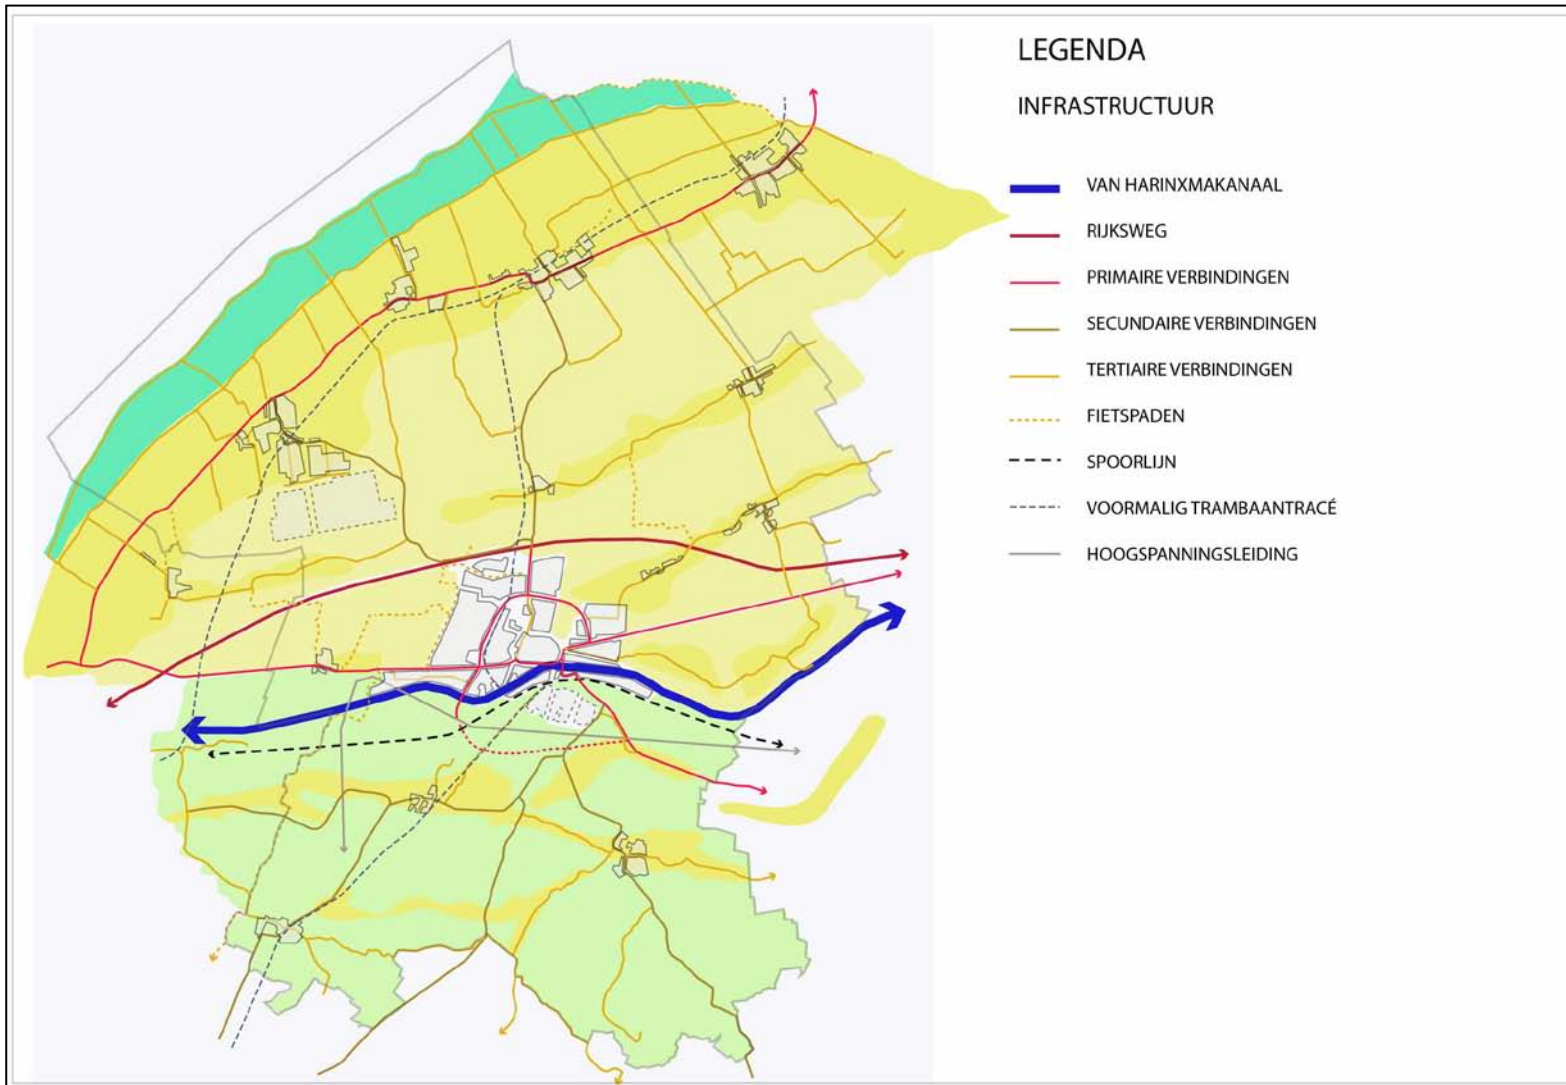 LEGENDA
INFRASTRUCTUUR
VAN HARINXMAKANAAL
RIJKSWEG
PRIMAIRE VERBINDINGEN
SECUNDAIRE VERBINDINGEN
TERTIAIRE VERBINDINGEN
FIETSPADEN
SPOORLIJN
VOORMALIG TRAMBAANTRACÉ
HOOGSPANNINGSLEIDING